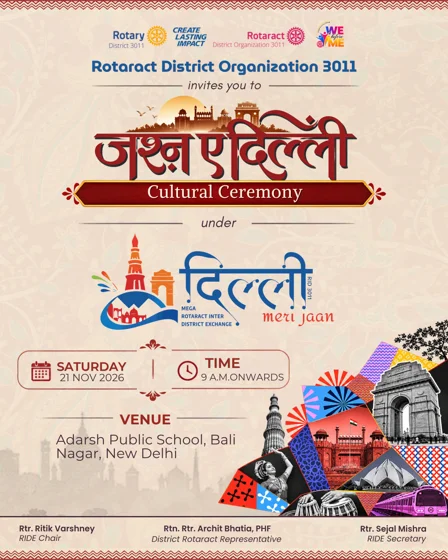 Rotary
District 3011
CREATE
LASTING
IMPACT
Rotaract
District Organization 3011
WE
before
ME
Rotaract District Organization 3011
invites you to
जश्ऩ ए दिल्ली
Cultural Ceremony
under
दिल्ली
RID 3011
meri jaan
MEGA
ROTARACT INTER
DISTRICT EXCHANGE
SATURDAY
21 NOV 2026
TIME
9 A.M.ONWARDS
VENUE
Adarsh Public School, Bali
Nagar, New Delhi
Rtr. Ritik Varshney
RIDE Chair
Rtn. Rtr. Archit Bhatia, PHF
District Rotaract Representative
Rtr. Sejal Mishra
RIDE Secretary